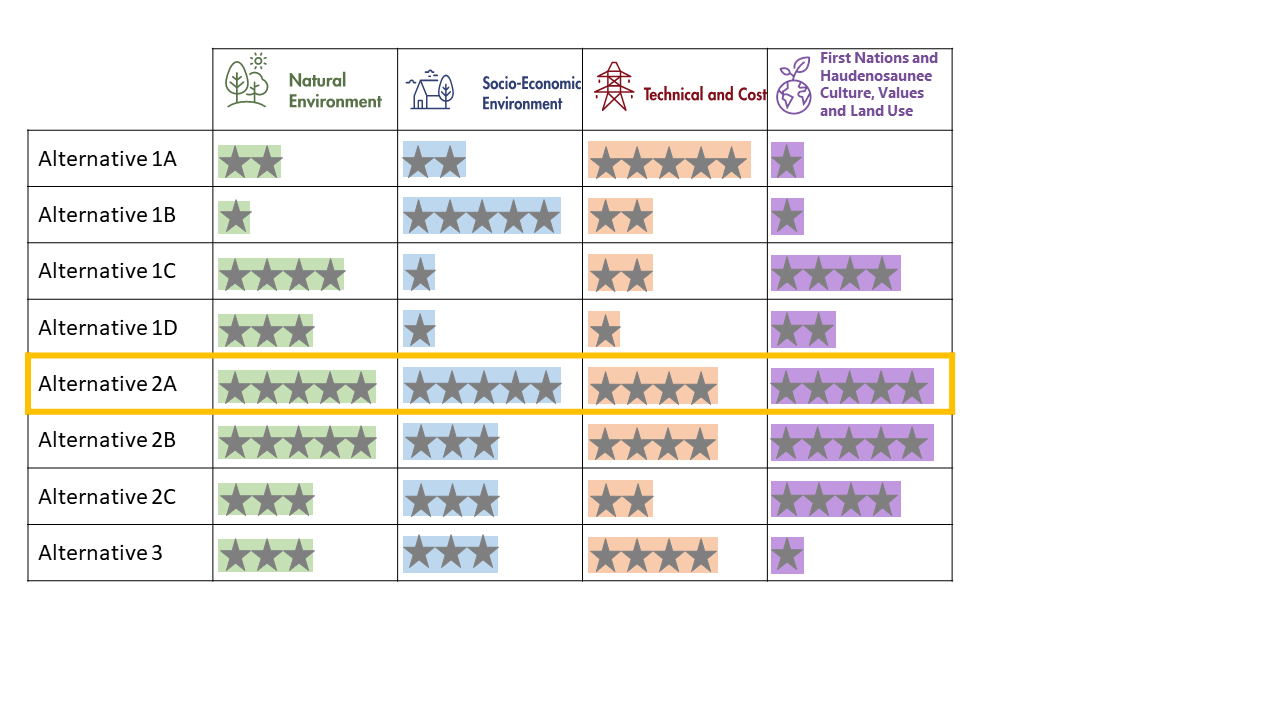 Natural
Environment
Socio-Economic
Environment
Technical and Cost
First Nations and
Haudenosaunee
Culture, Values
and Land Use
Alternative 1A
Alternative 1B
Alternative 1C
Alternative 1D
Alternative 2A
Alternative 2B
Alternative 2C
Alternative 3